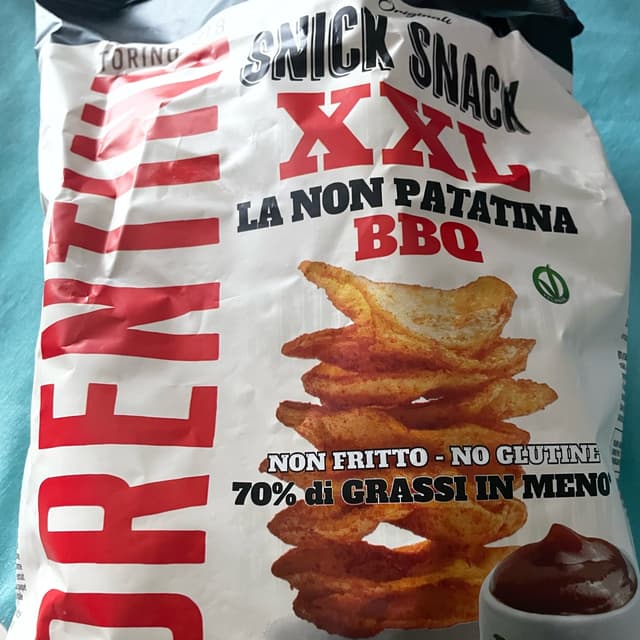 Originali
SNICK SNACK
XXL
LA NON PATATINA
BBQ
NON FRITTO - NO GLUTINE
70% di GRASSI IN MENO*
TORINO